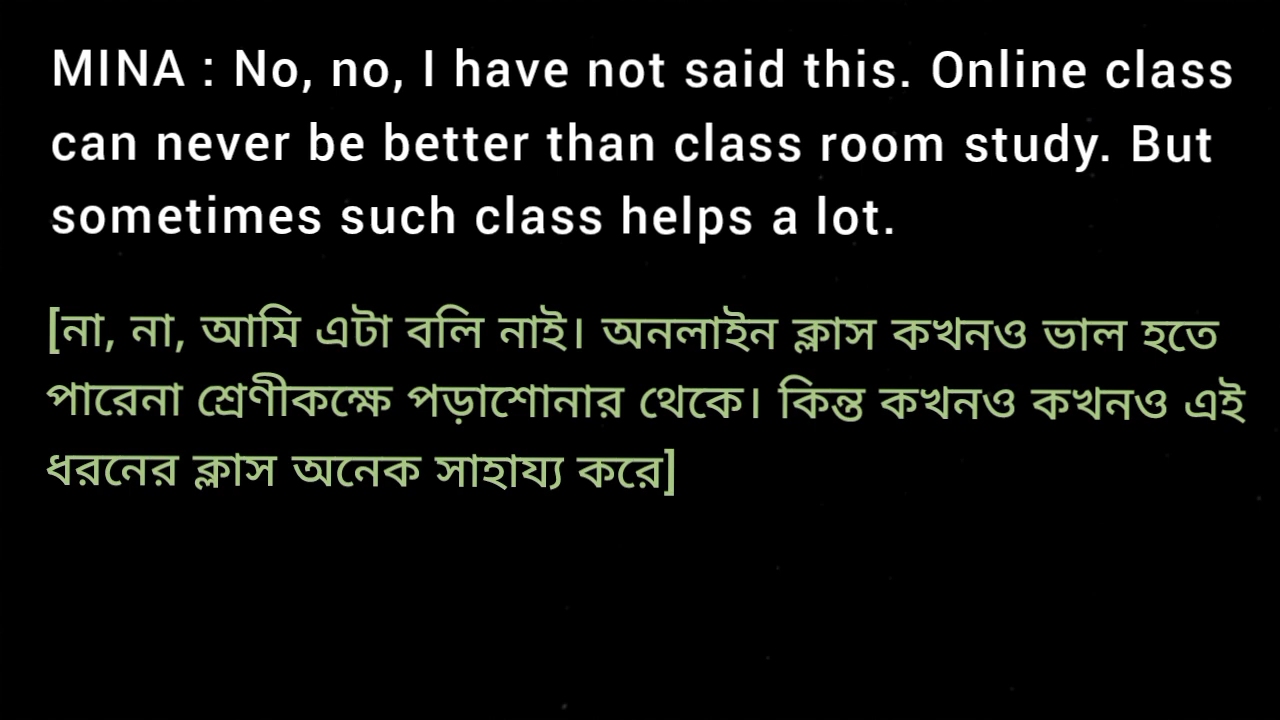 MINA : No, no, I have not said this. Online class
can never be better than class room study. But
sometimes such class helps a lot.
[না, না, আমি এটা বলি নাই। অনলাইন ক্লাস কখনও ভাল হতে
পারেনা শ্রেণীকক্ষে পড়াশোনার থেকে। কিন্ত কখনও কখনও এই
ধরনের ক্লাস অনেক সাহায্য করে]